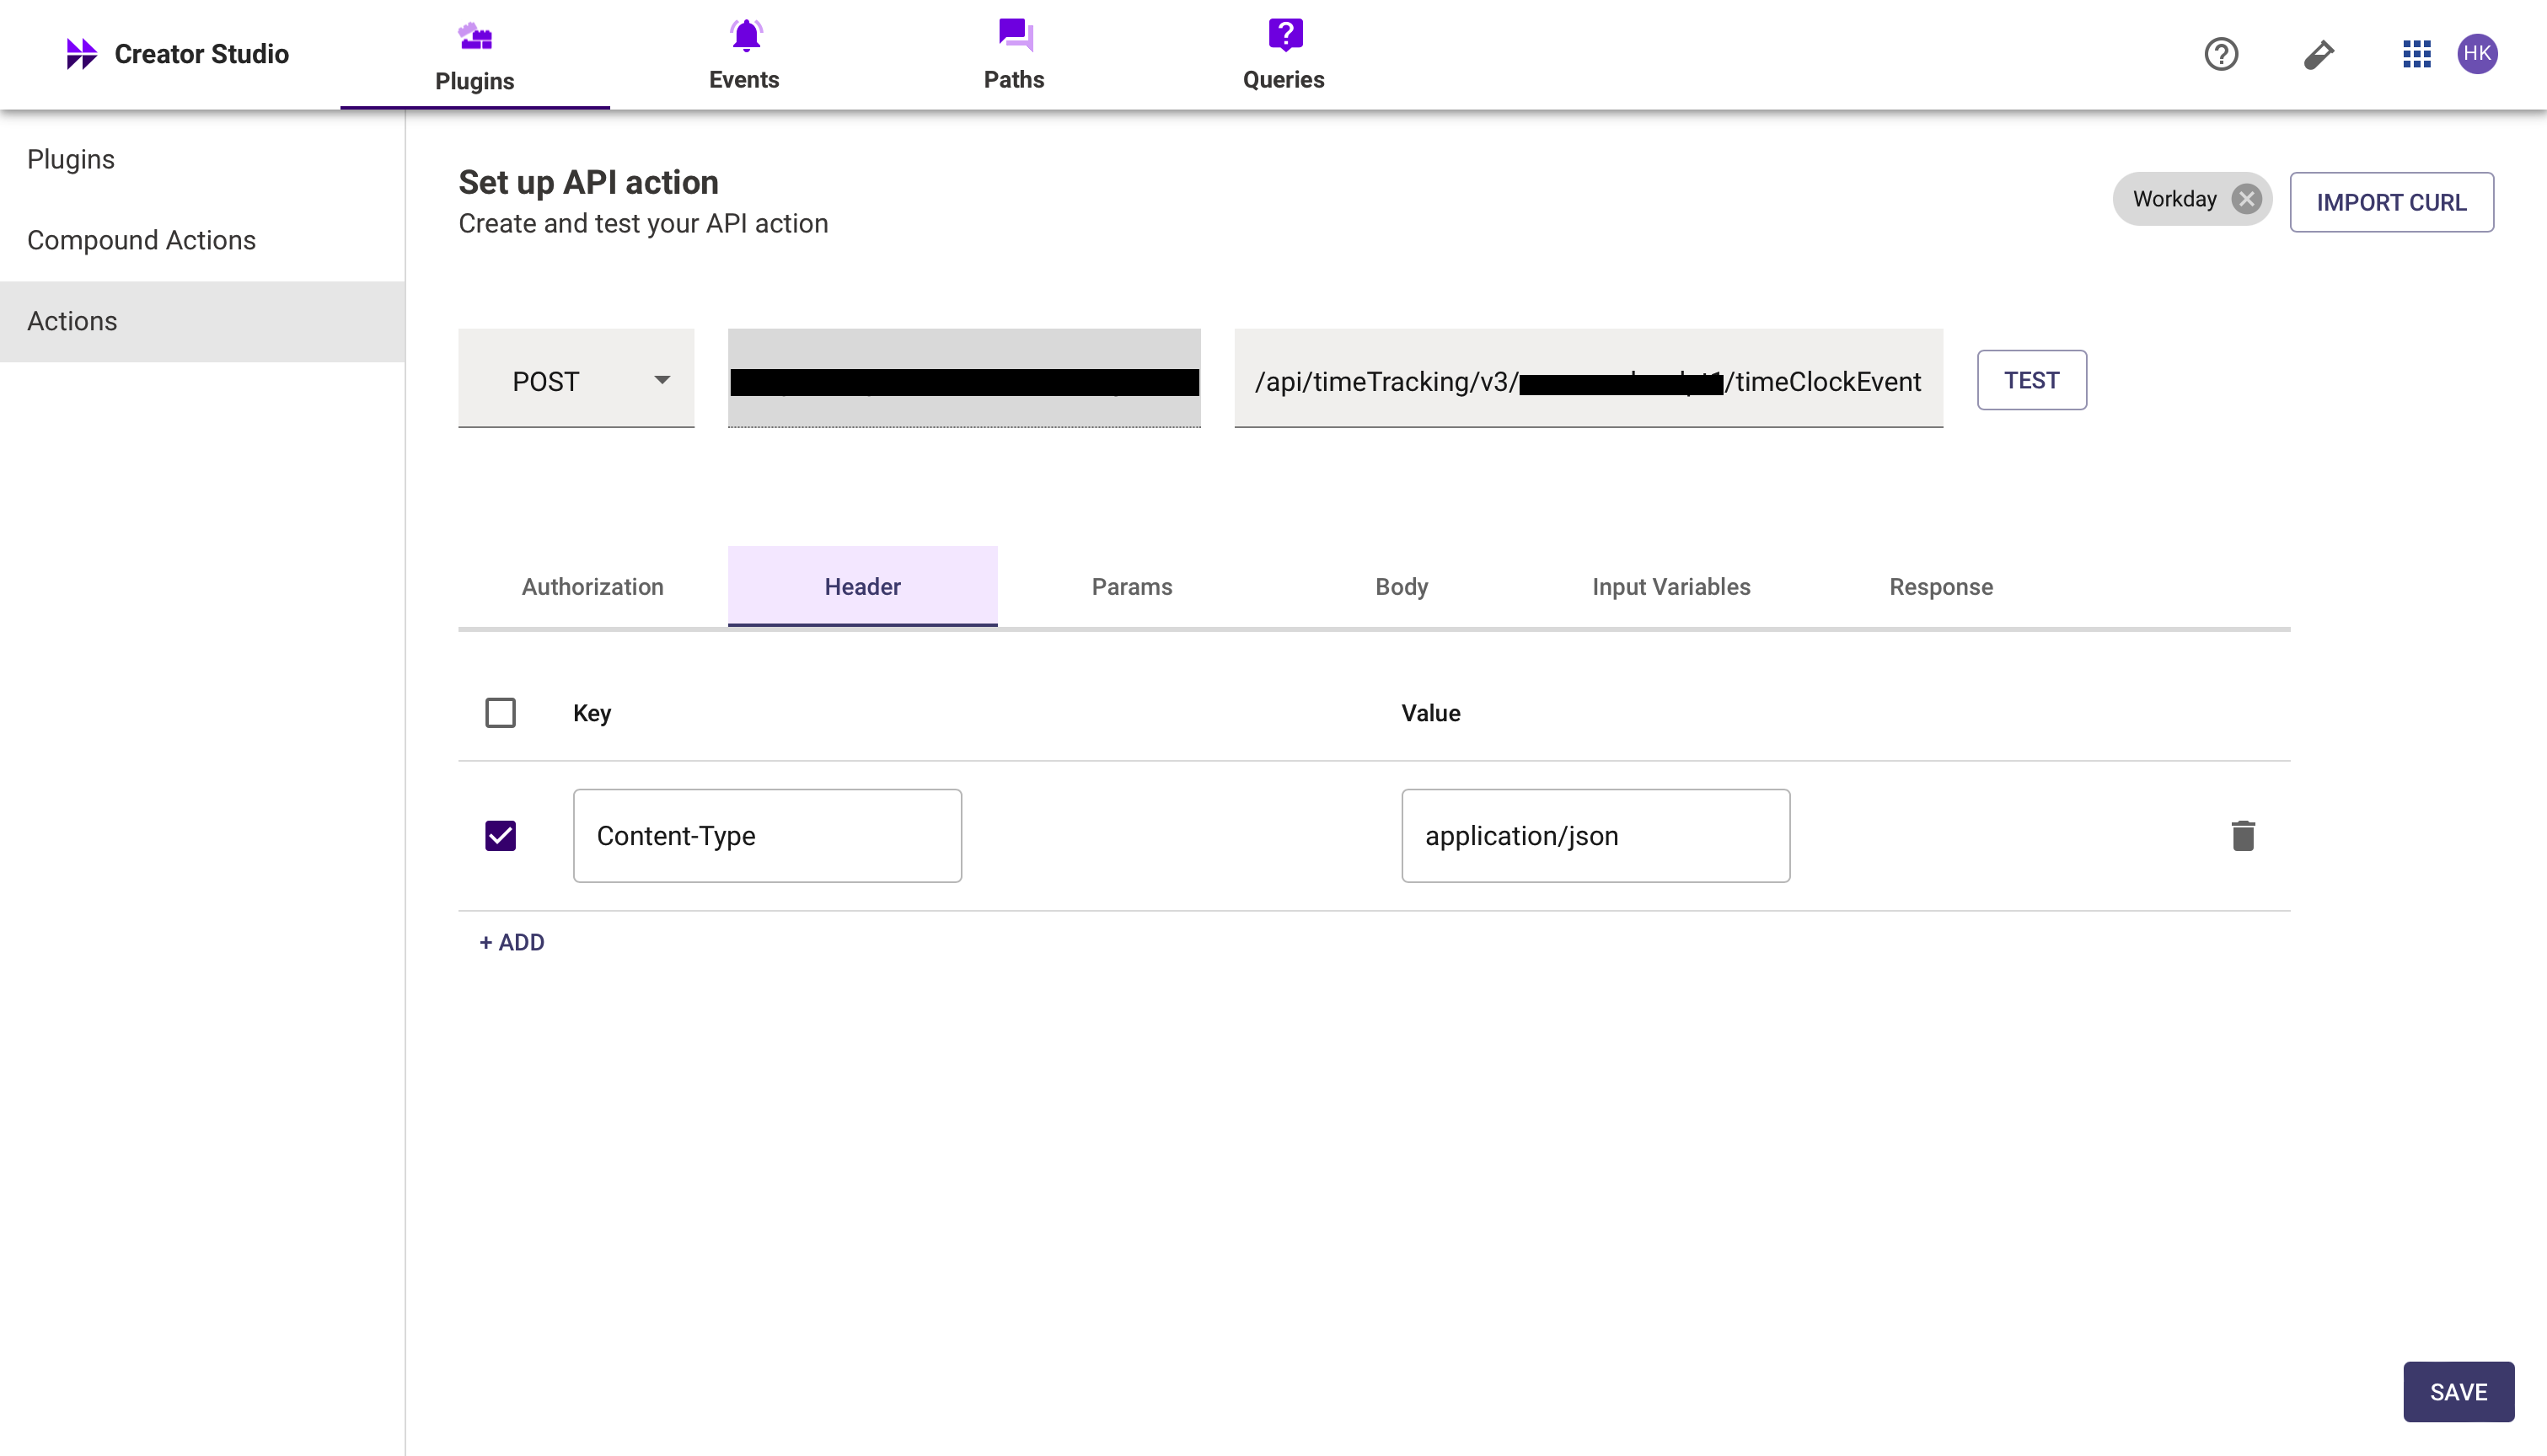 Creator Studio
Plugins
Events
Paths
Queries
?
HK
Plugins
Compound Actions
Actions
Set up API action
Create and test your API action
Workday
IMPORT CURL
POST
/api/timeTracking/v3/
/timeClockEvent
TEST
Authorization
Header
Params
Body
Input Variables
Response
Key
Value
Content-Type
application/json
+ ADD
SAVE